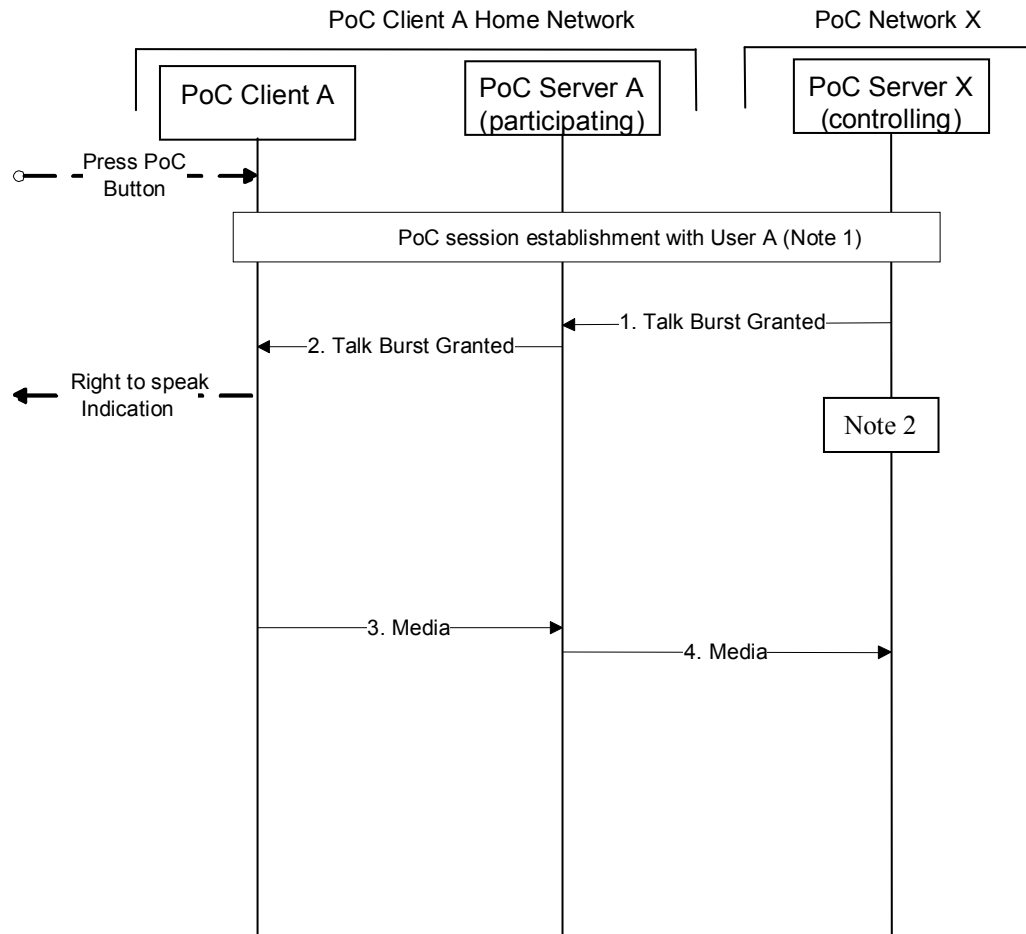 PoC Client A Home Network
PoC Network X
PoC Client A
PoC Server A
(participating)
PoC Server X
(controlling)
Press PoC
Button
PoC session establishment with User A (Note 1)
1. Talk Burst Granted
2. Talk Burst Granted
Right to speak
Indication
Note 2
3. Media
4. Media